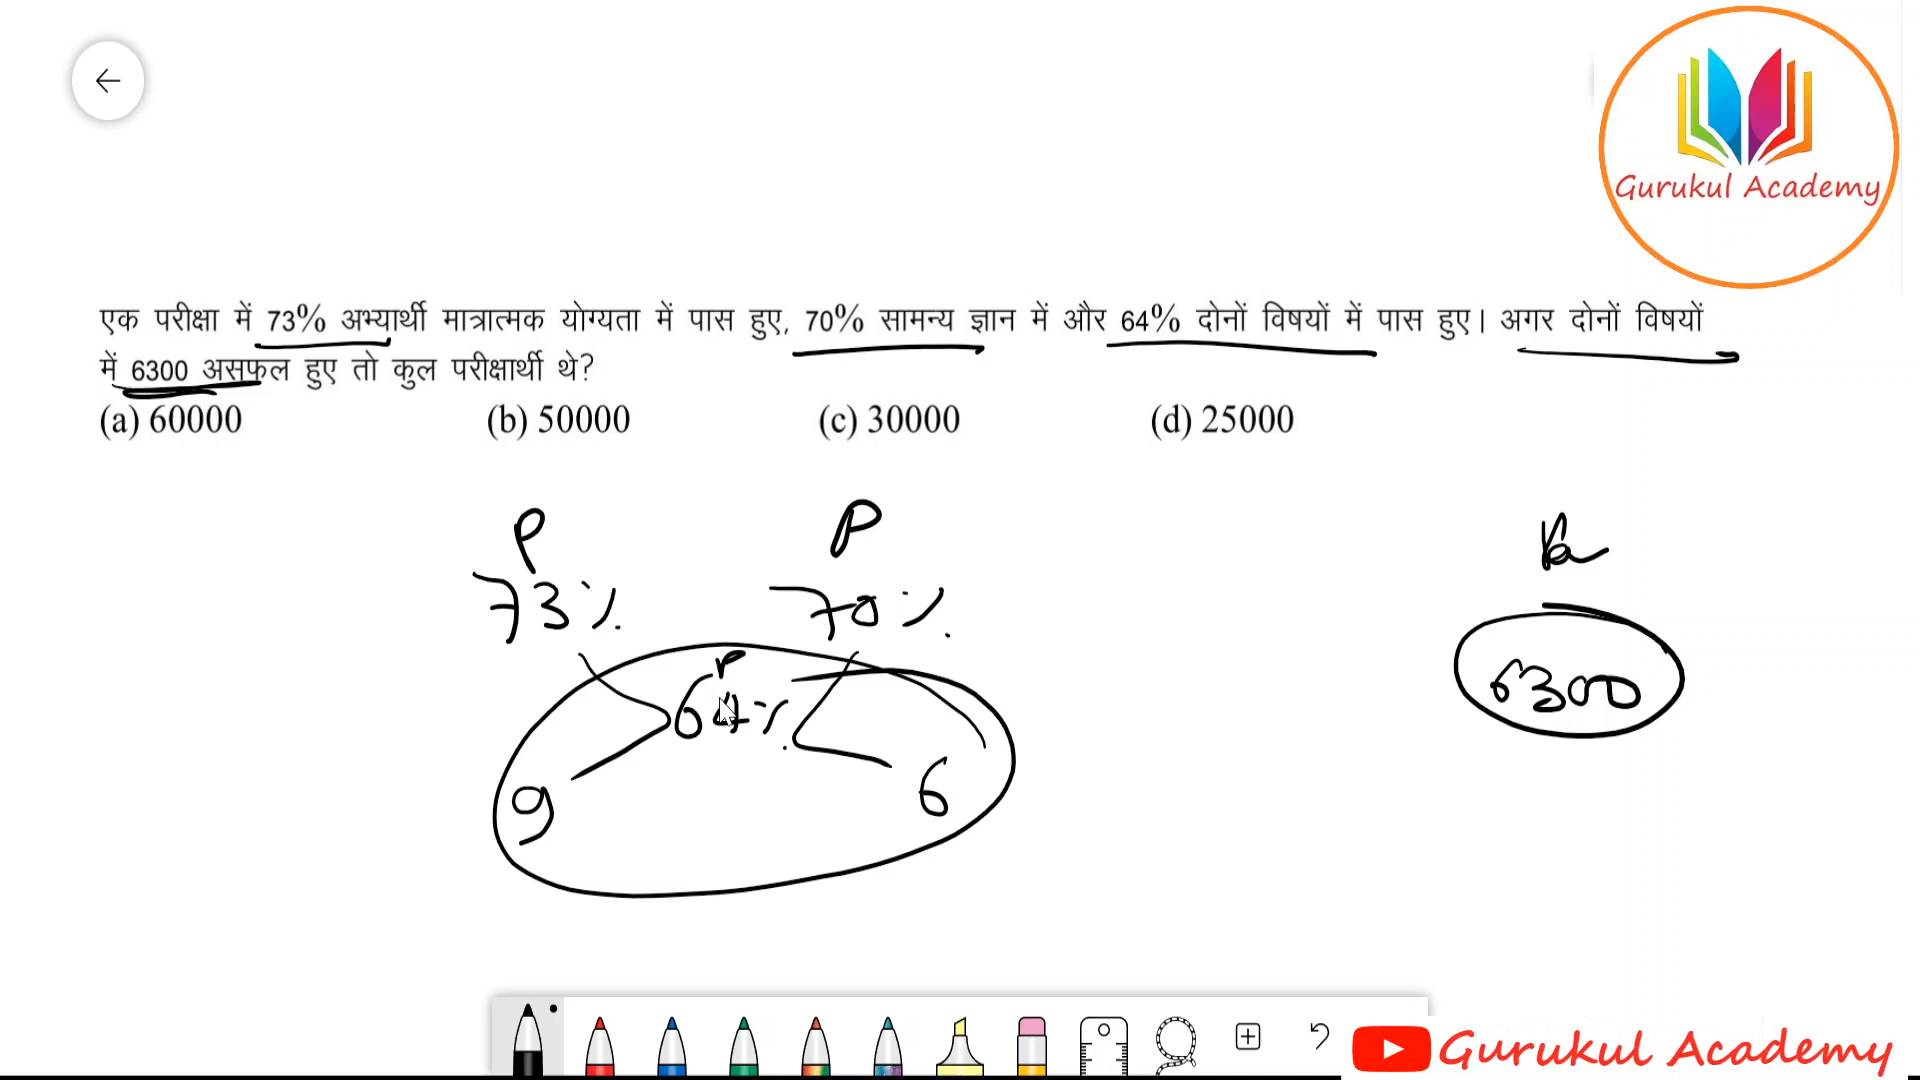 Gurukul Academy
एक परीक्षा में 73% अभ्यार्थी मात्रात्मक योग्यता में पास हुए, 70% सामन्य ज्ञान में और 64% दोनों विषयों में पास हुए। अगर दोनों विषयों
में 6300 असफल हुए तो कुल परीक्षार्थी थे?
(a) 60000 (b) 50000 (c) 30000 (d) 25000
P P
73% 70%
P
64%
6300
9 6
Gurukul Academy